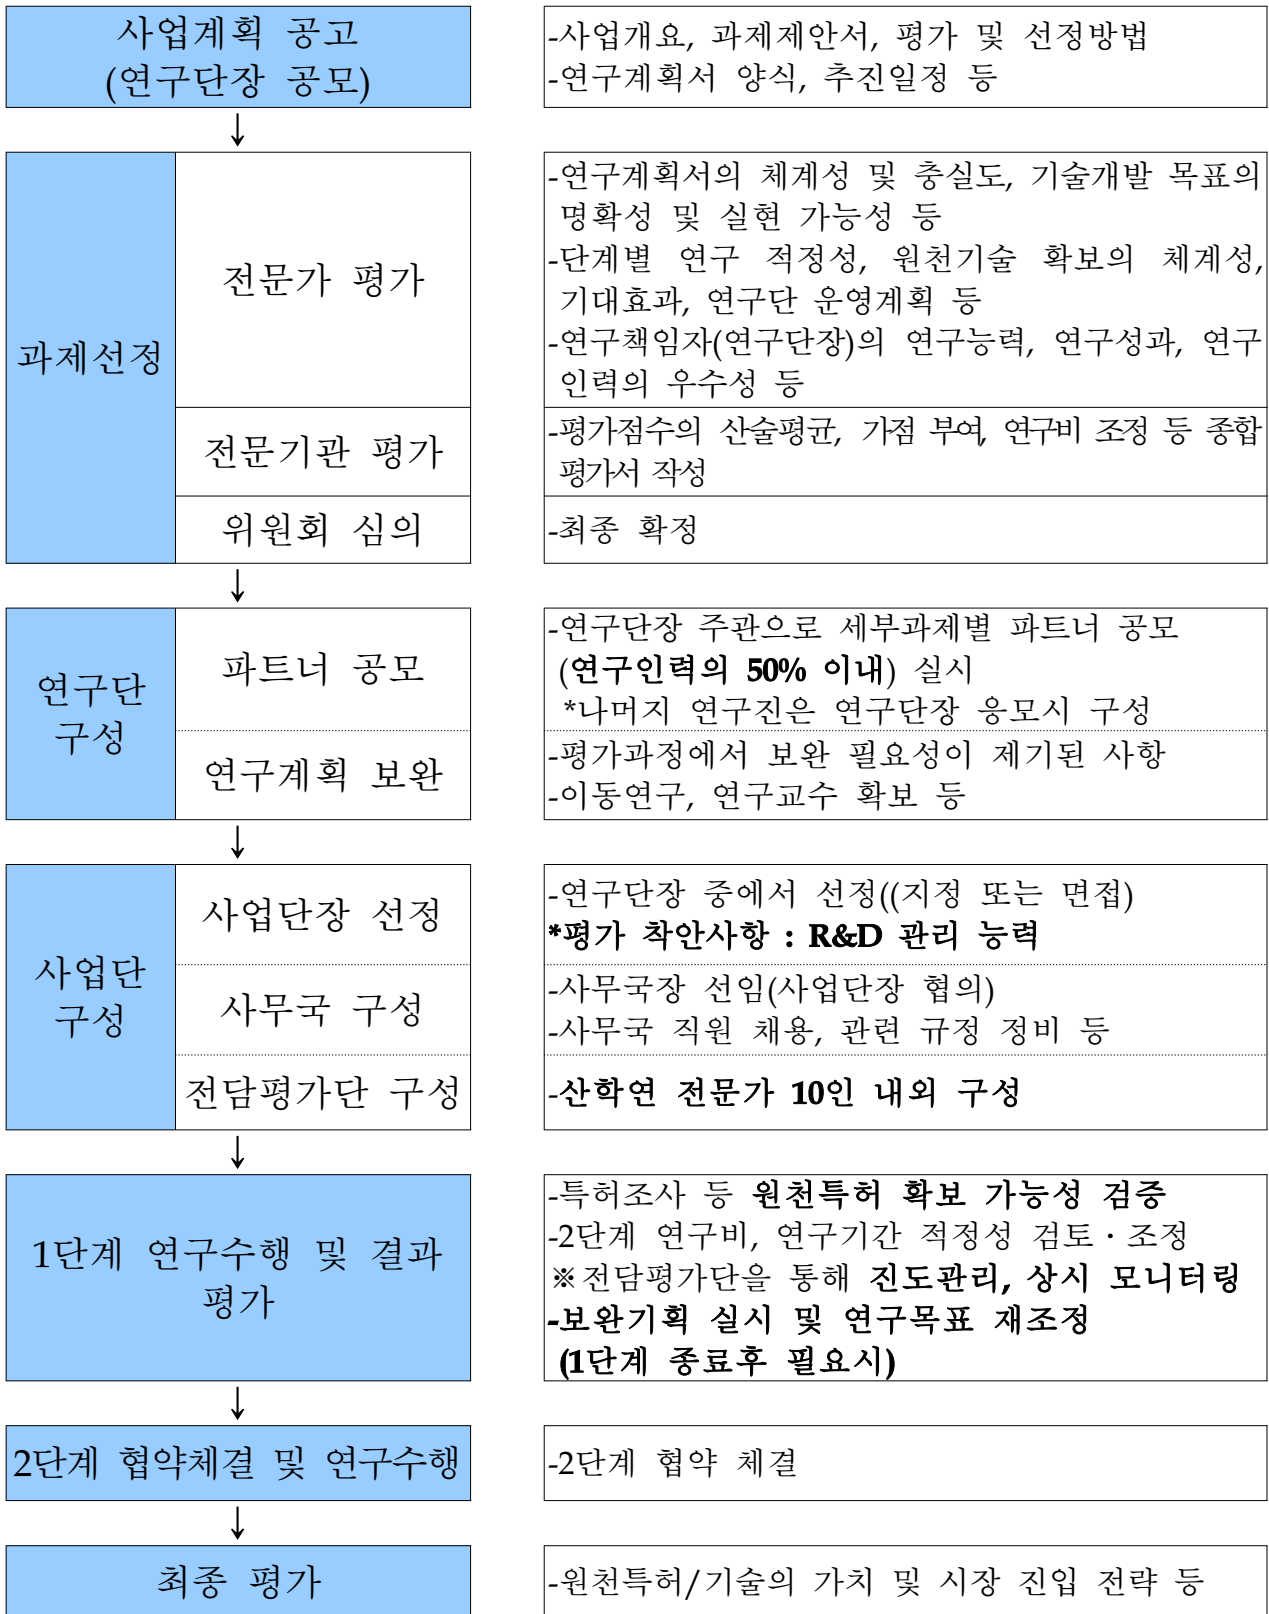 사업계획 공고
(연구단장 공모)
-사업개요, 과제제안서, 평가 및 선정방법
-연구계획서 양식, 추진일정 등
↓
과제선정
전문가 평가
-연구계획서의 체계성 및 충실도, 기술개발 목표의
명확성 및 실현 가능성 등
-단계별 연구 적정성, 원천기술 확보의 체계성,
기대효과, 연구단 운영계획 등
-연구책임자(연구단장)의 연구능력, 연구성과, 연구
인력의 우수성 등
전문기관 평가
-평가점수의 산술평균, 가점 부여, 연구비 조정 등 종합
평가서 작성
위원회 심의
-최종 확정
↓
연구단
구성
파트너 공모
-연구단장 주관으로 세부과제별 파트너 공모
(연구인력의 50% 이내) 실시
*나머지 연구진은 연구단장 응모시 구성
연구계획 보완
-평가과정에서 보완 필요성이 제기된 사항
-이동연구, 연구교수 확보 등
↓
사업단
구성
사업단장 선정
-연구단장 중에서 선정((지정 또는 면접)
*평가 착안사항 : R&D 관리 능력
사무국 구성
-사무국장 선임(사업단장 협의)
-사무국 직원 채용, 관련 규정 정비 등
전담평가단 구성
-산학연 전문가 10인 내외 구성
↓
1단계 연구수행 및 결과
평가
-특허조사 등 원천특허 확보 가능성 검증
-2단계 연구비, 연구기간 적정성 검토·조정
※전담평가단을 통해 진도관리, 상시 모니터링
-보완기획 실시 및 연구목표 재조정
(1단계 종료후 필요시)
↓
2단계 협약체결 및 연구수행
-2단계 협약 체결
↓
최종 평가
-원천특허/기술의 가치 및 시장 진입 전략 등